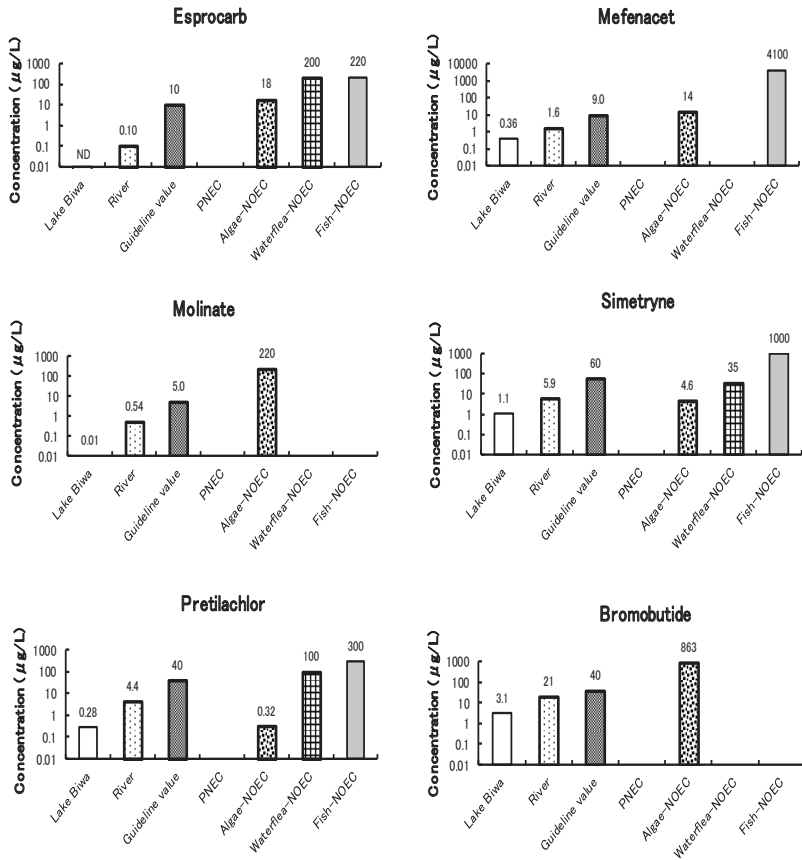 Esprocarb
Concentration (μg/L)
1000
100
10
1
0.1
0.01
ND
0.10
10
18
200
220
Lake Biwa
River
Guideline value
PNEC
Algae-NOEC
Waterflea-NOEC
Fish-NOEC
Mefenacet
Concentration (μg/L)
1000
10000
100
10
1
0.1
0.01
0.36
1.6
9.0
14
4100
Lake Biwa
River
Guideline value
PNEC
Algae-NOEC
Waterflea-NOEC
Fish-NOEC
Molinate
Concentration (μg/L)
1000
100
10
1
0.1
0.01
0.01
0.54
5.0
220
Lake Biwa
River
Guideline value
PNEC
Algae-NOEC
Waterflea-NOEC
Fish-NOEC
Simetryne
Concentration (μg/L)
1000
100
10
1
0.1
0.01
1.1
5.9
60
4.6
35
1000
Lake Biwa
River
Guideline value
PNEC
Algae-NOEC
Waterflea-NOEC
Fish-NOEC
Pretilachlor
Concentration (μg/L)
1000
100
10
1
0.1
0.01
0.28
4.4
40
0.32
100
300
Lake Biwa
River
Guideline value
PNEC
Algae-NOEC
Waterflea-NOEC
Fish-NOEC
Bromobutide
Concentration (μg/L)
1000
100
10
1
0.1
0.01
3.1
21
40
863
Lake Biwa
River
Guideline value
PNEC
Algae-NOEC
Waterflea-NOEC
Fish-NOEC